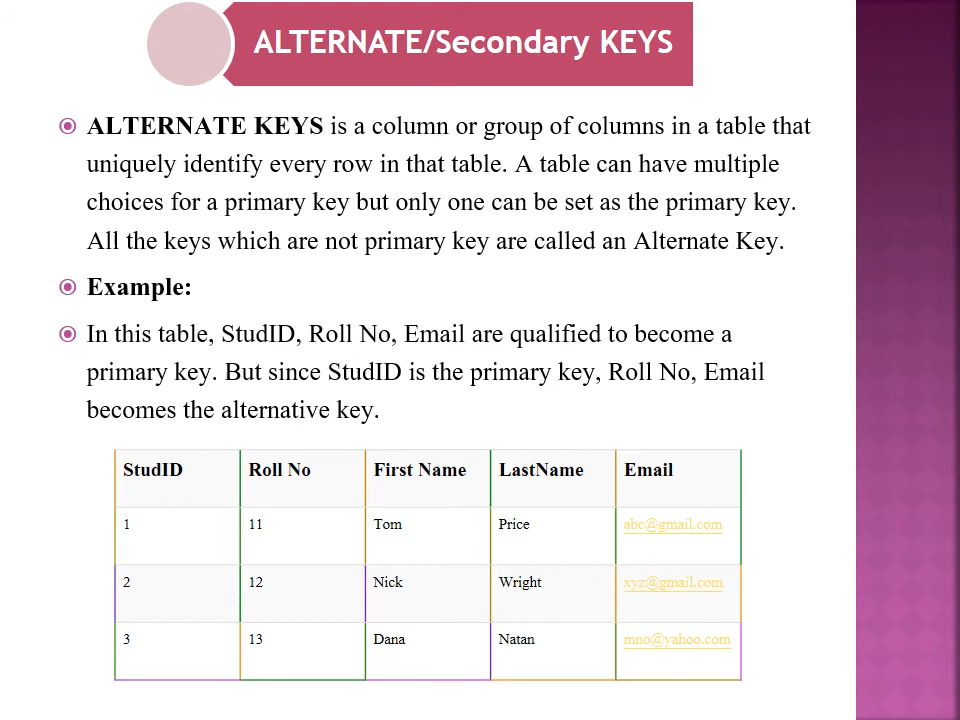 ALTERNATE/Secondary KEYS
ALTERNATE KEYS is a column or group of columns in a table that
uniquely identify every row in that table. A table can have multiple
choices for a primary key but only one can be set as the primary key.
All the keys which are not primary key are called an Alternate Key.
Example:
In this table, StudID, Roll No, Email are qualified to become a
primary key. But since StudID is the primary key, Roll No, Email
becomes the alternative key.
StudID Roll No First Name LastName Email
1 11 Tom Price abc@gmail.com
2 12 Nick Wright xyz@gmail.com
3 13 Dana Natan mno@yahoo.com